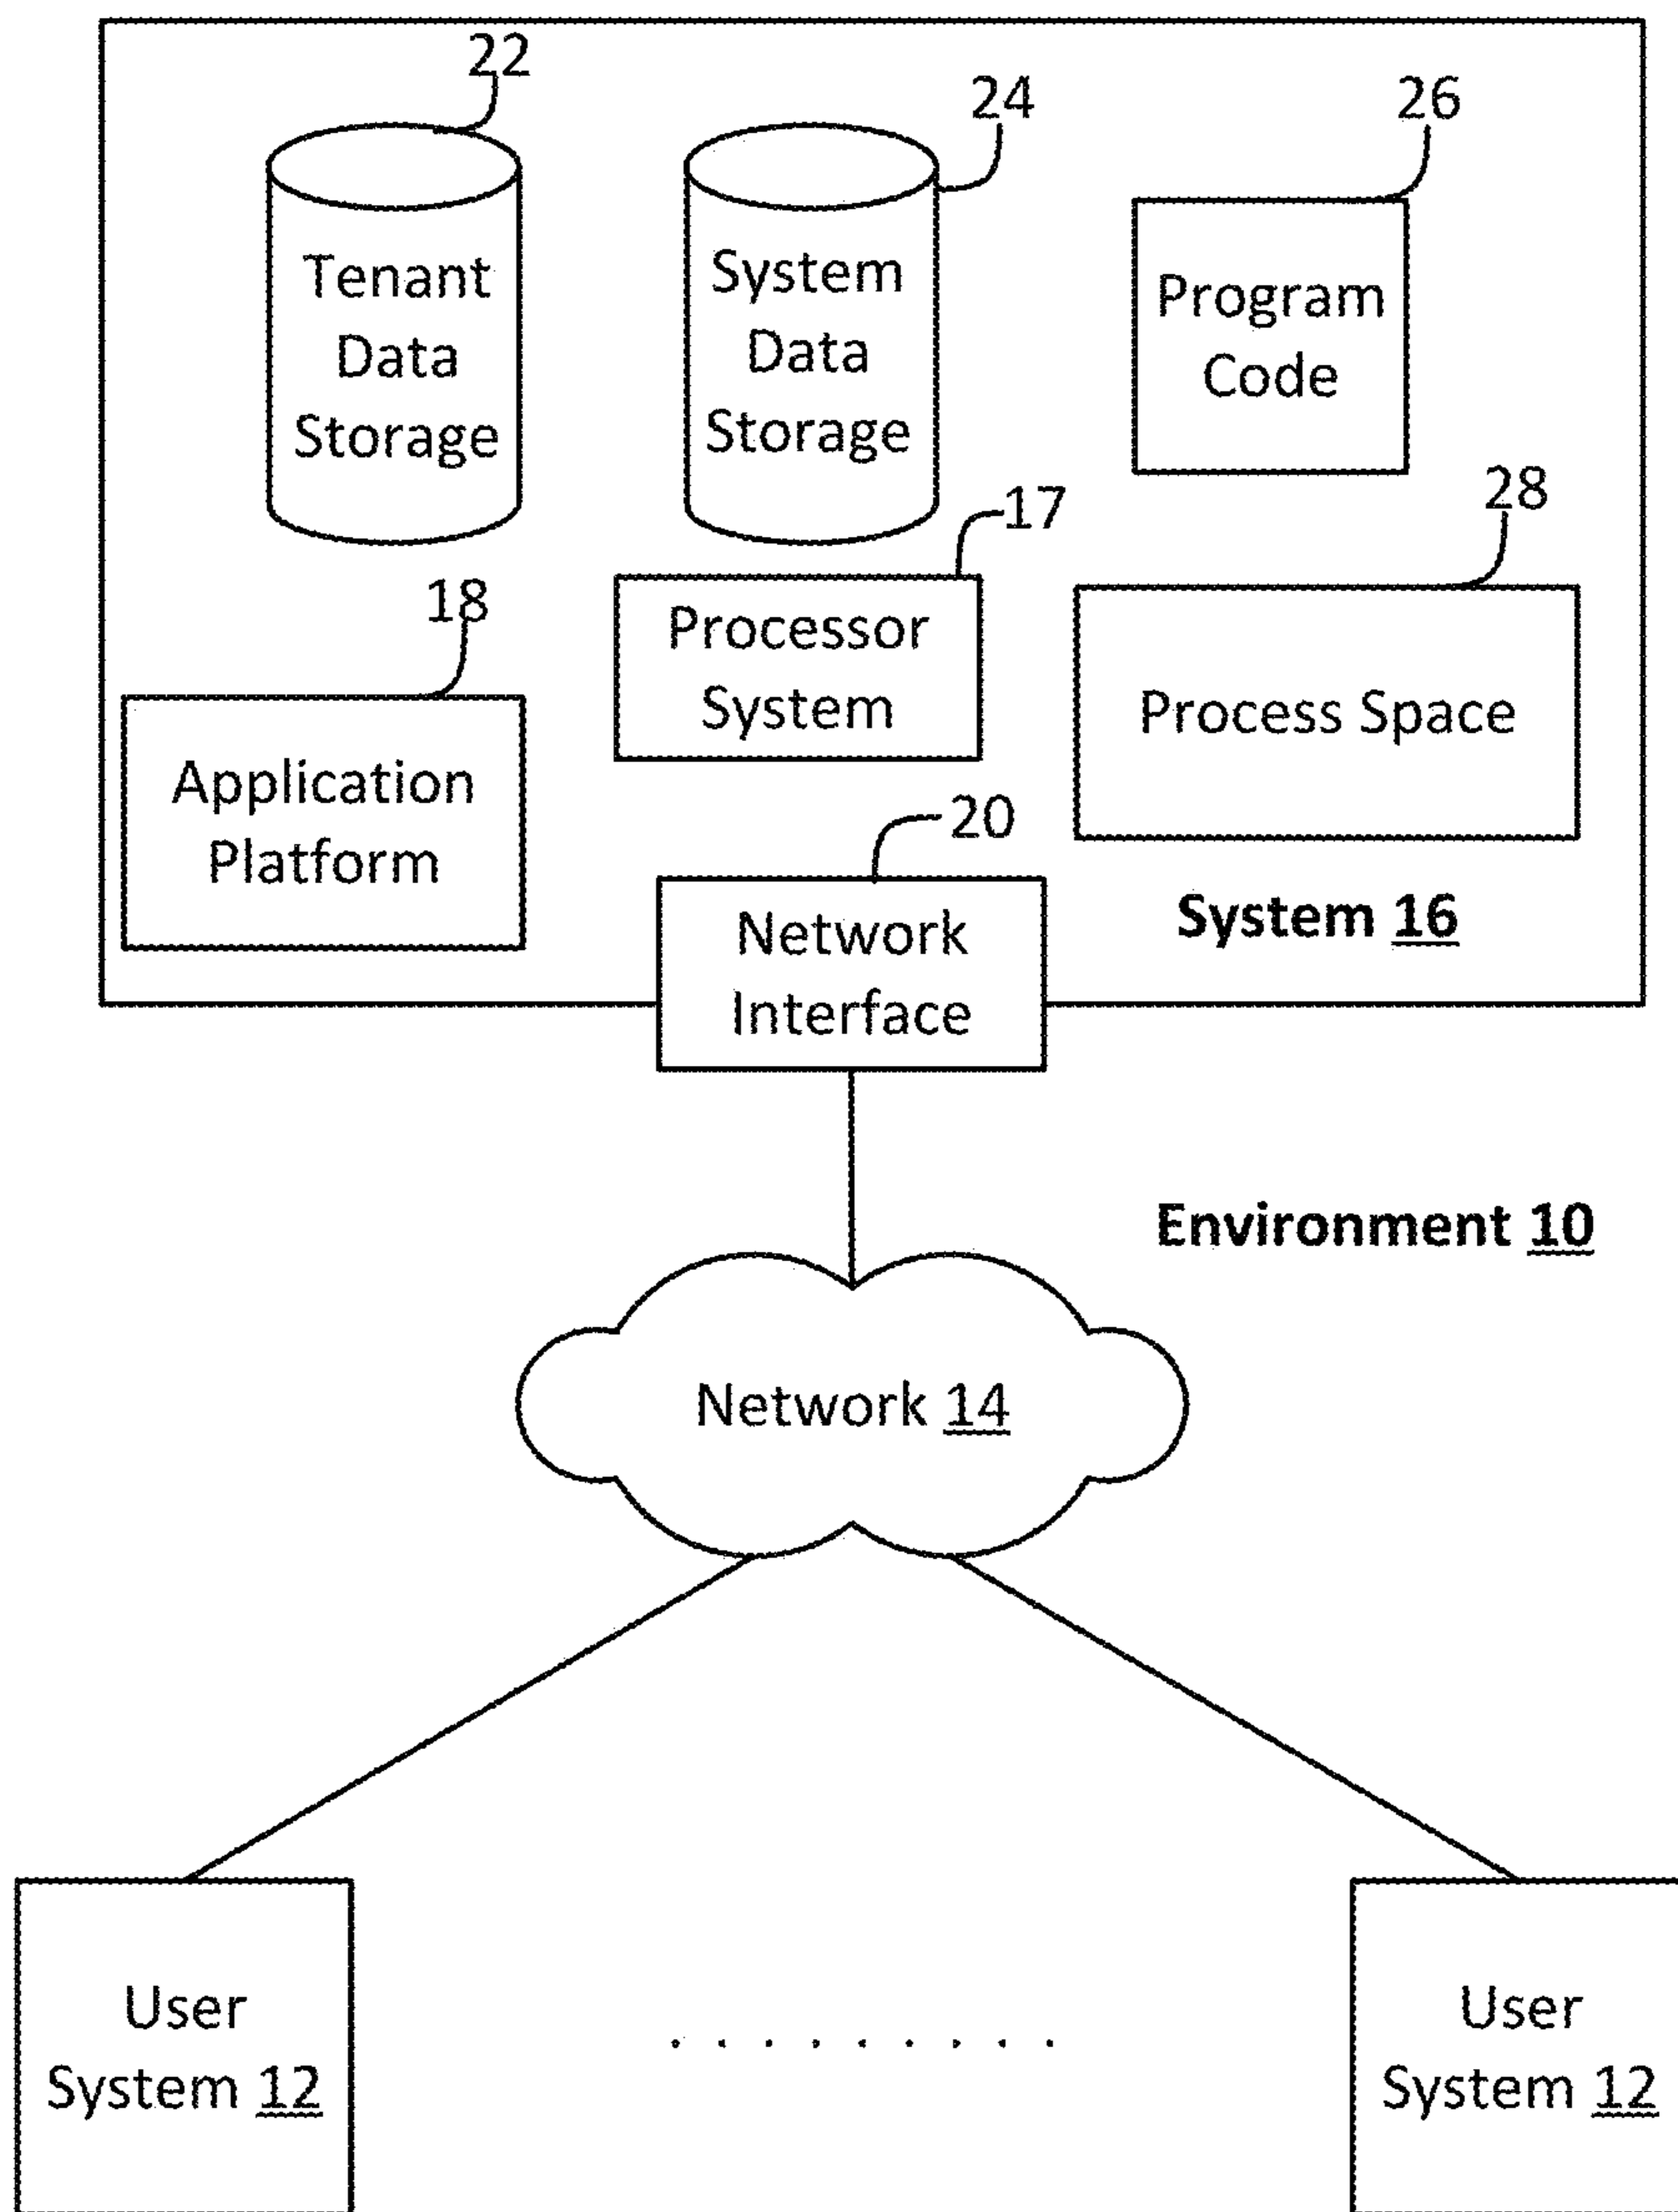 22
24
26
Tenant
Data
Storage
System
Data
Storage
Program
Code
17
28
18
Processor
System
Process Space
Application
Platform
20
Network
Interface
System 16
Environment 10
Network 14
User
System 12
. . . . . . . . .
User
System 12